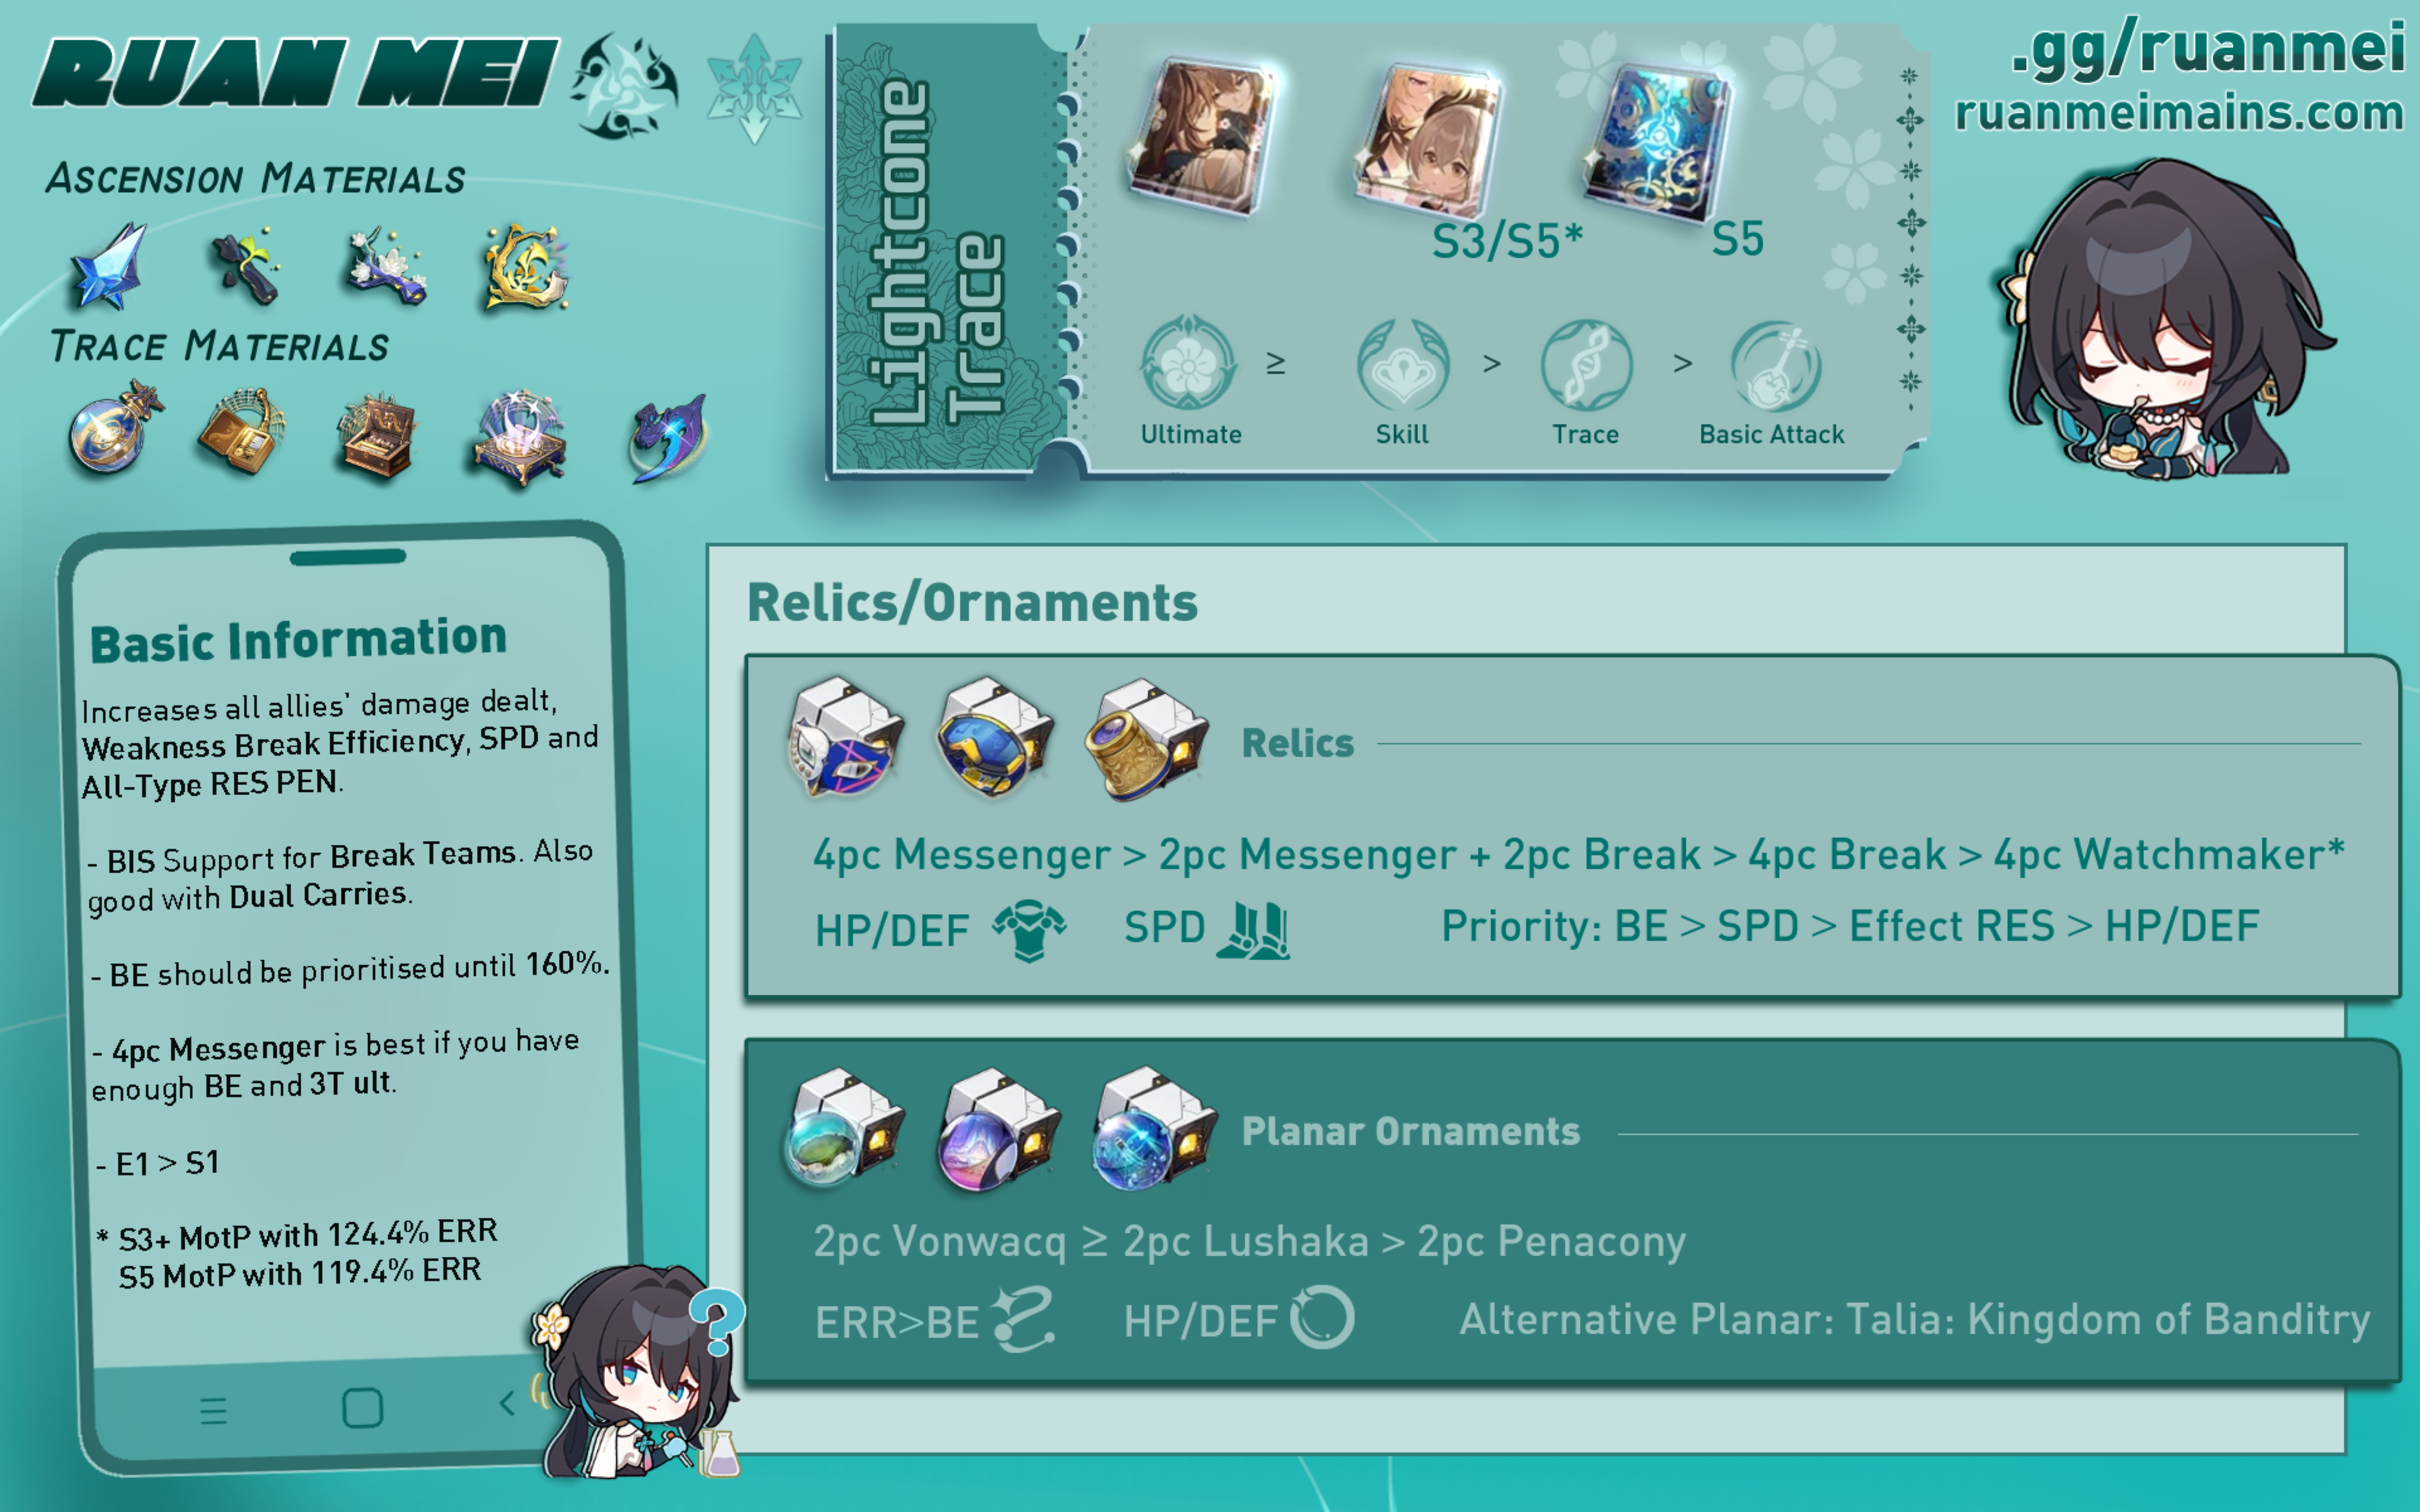 RUAN MEI
ASCENSION MATERIALS
TRACE MATERIALS
Lightcone
Trace
S3/S5*
S5
≥
>
>
Ultimate
Skill
Trace
Basic Attack
.gg/ruanmei
ruanmeimains.com
Basic Information
Increases all allies' damage dealt,
Weakness Break Efficiency, SPD and
All-Type RES PEN.
- BIS Support for Break Teams. Also
good with Dual Carries.
- BE should be prioritised until 160%.
- 4pc Messenger is best if you have
enough BE and 3T ult.
- E1 > S1
* S3+ MotP with 124.4% ERR
S5 MotP with 119.4% ERR
Relics/Ornaments
Relics
4pc Messenger > 2pc Messenger + 2pc Break > 4pc Break > 4pc Watchmaker*
HP/DEF
SPD
Priority: BE > SPD > Effect RES > HP/DEF
Planar Ornaments
2pc Vonwacq ≥ 2pc Lushaka > 2pc Penacony
ERR>BE
HP/DEF
Alternative Planar: Talia: Kingdom of Banditry
?